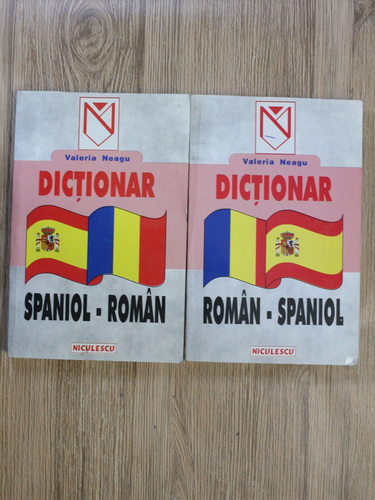 Valeria Neagu
DICȚIONAR
SPANIOL - ROMÂN
NICULESCU
Valeria Neagu
DICȚIONAR
ROMÂN - SPANIOL
NICULESCU